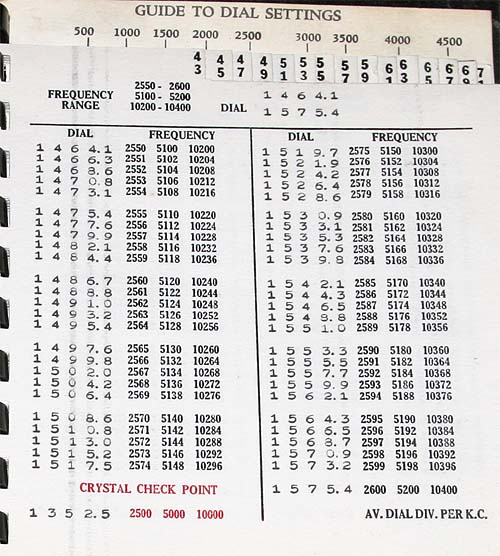 GUIDE TO DIAL SETTINGS
500 1000 1500 2000 2500 3000 3500 4000 4500
43 45 47 49 51 53 55 57 59 61 63 65 67 69 71
2550 - 2600
FREQUENCY 5100 - 5200 1 4 6 4.1
RANGE 10200 - 10400 DIAL 1 5 7 5.4
DIAL FREQUENCY
1 4 6 4.1 2550 5100 10200
1 4 6 6.3 2551 5102 10204
1 4 6 8.6 2552 5104 10208
1 4 7 0.8 2553 5106 10212
1 4 7 3.1 2554 5108 10216
1 4 7 5.4 2555 5110 10220
1 4 7 7.6 2556 5112 10224
1 4 7 9.9 2557 5114 10228
1 4 8 2.1 2558 5116 10232
1 4 8 4.4 2559 5118 10236
1 4 8 6.7 2560 5120 10240
1 4 8 8.8 2561 5122 10244
1 4 9 1.0 2562 5124 10248
1 4 9 3.2 2563 5126 10252
1 4 9 5.4 2564 5128 10256
1 4 9 7.6 2565 5130 10260
1 4 9 9.8 2566 5132 10264
1 5 0 2.0 2567 5134 10268
1 5 0 4.2 2568 5136 10272
1 5 0 6.4 2569 5138 10276
1 5 0 8.6 2570 5140 10280
1 5 1 0.8 2571 5142 10284
1 5 1 3.0 2572 5144 10288
1 5 1 5.2 2573 5146 10292
1 5 1 7.5 2574 5148 10296
CRYSTAL CHECK POINT
1 3 5 2.5 2500 5000 10000
DIAL FREQUENCY
1 5 1 9.7 2575 5150 10300
1 5 2 1.9 2576 5152 10304
1 5 2 4.2 2577 5154 10308
1 5 2 6.4 2578 5156 10312
1 5 2 8.6 2579 5158 10316
1 5 3 0.9 2580 5160 10320
1 5 3 3.1 2581 5162 10324
1 5 3 5.3 2582 5164 10328
1 5 3 7.6 2583 5166 10332
1 5 3 9.8 2584 5168 10336
1 5 4 2.1 2585 5170 10340
1 5 4 4.3 2586 5172 10344
1 5 4 6.5 2587 5174 10348
1 5 4 8.8 2588 5176 10352
1 5 5 1.0 2589 5178 10356
1 5 5 3.3 2590 5180 10360
1 5 5 5.5 2591 5182 10364
1 5 5 7.7 2592 5184 10368
1 5 5 9.9 2593 5186 10372
1 5 6 2.1 2594 5188 10376
1 5 6 4.3 2595 5190 10380
1 5 6 6.5 2596 5192 10384
1 5 6 8.7 2597 5194 10388
1 5 7 0.9 2598 5196 10392
1 5 7 3.2 2599 5198 10396
1 5 7 5.4 2600 5200 10400
AV. DIAL DIV. PER K.C.